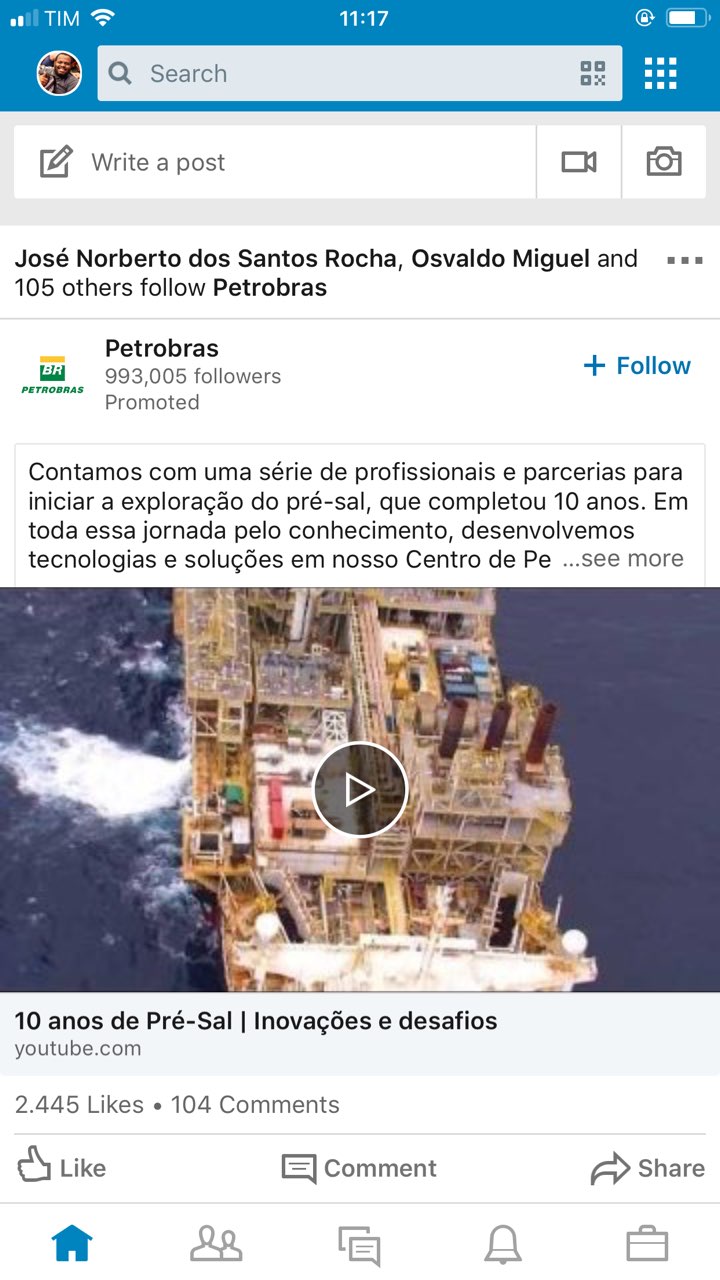 TIM 11:17
Search
Write a post
José Norberto dos Santos Rocha, Osvaldo Miguel and
105 others follow Petrobras
Petrobras
993,005 followers
Promoted
+ Follow
BR
PETROBRAS
Contamos com uma série de profissionais e parcerias para
iniciar a exploração do pré-sal, que completou 10 anos. Em
toda essa jornada pelo conhecimento, desenvolvemos
tecnologias e soluções em nosso Centro de Pe ...see more
10 anos de Pré-Sal | Inovações e desafios
youtube.com
2.445 Likes • 104 Comments
Like Comment Share